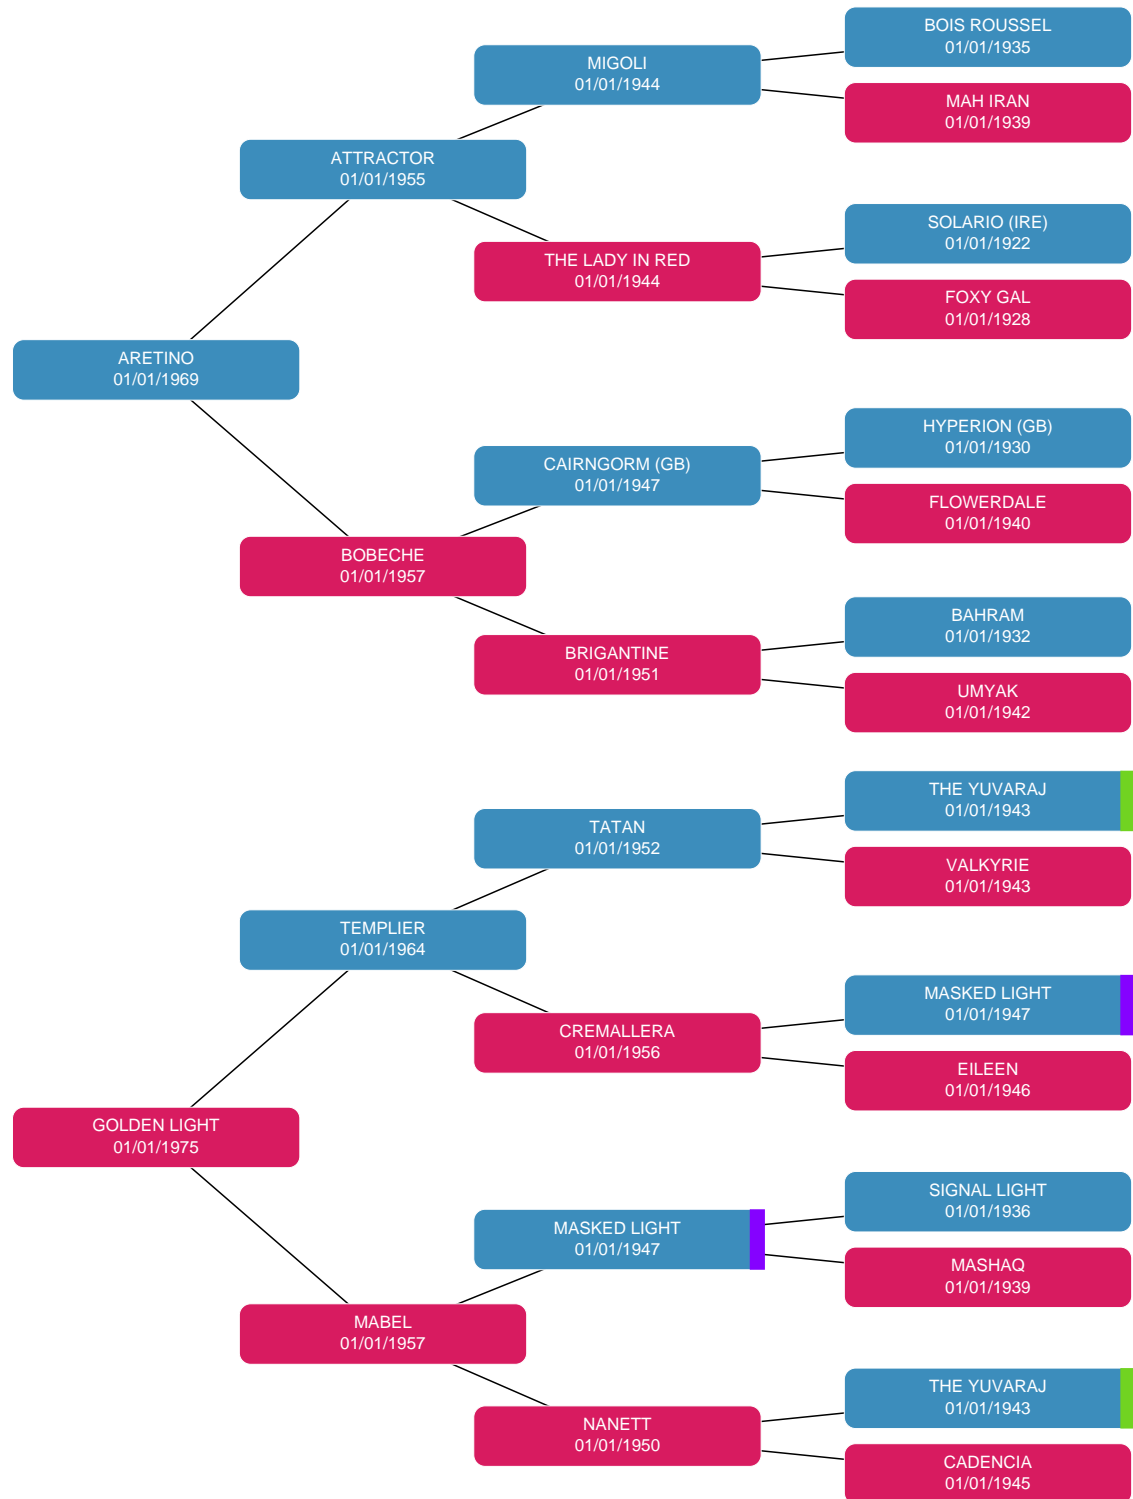 BOIS ROUSSEL
01/01/1935
MIGOLI
01/01/1944
MAH IRAN
01/01/1939
ATTRACTOR
01/01/1955
SOLARIO (IRE)
01/01/1922
THE LADY IN RED
01/01/1944
FOXY GAL
01/01/1928
ARETINO
01/01/1969
HYPERION (GB)
01/01/1930
CAIRNGORM (GB)
01/01/1947
FLOWERDALE
01/01/1940
BOBECHE
01/01/1957
BAHRAM
01/01/1932
BRIGANTINE
01/01/1951
UMYAK
01/01/1942
THE YUVARAJ
01/01/1943
TATAN
01/01/1952
VALKYRIE
01/01/1943
TEMPLIER
01/01/1964
MASKED LIGHT
01/01/1947
CREMALLERA
01/01/1956
EILEEN
01/01/1946
GOLDEN LIGHT
01/01/1975
SIGNAL LIGHT
01/01/1936
MASKED LIGHT
01/01/1947
MASHAQ
01/01/1939
MABEL
01/01/1957
THE YUVARAJ
01/01/1943
NANETT
01/01/1950
CADENCIA
01/01/1945